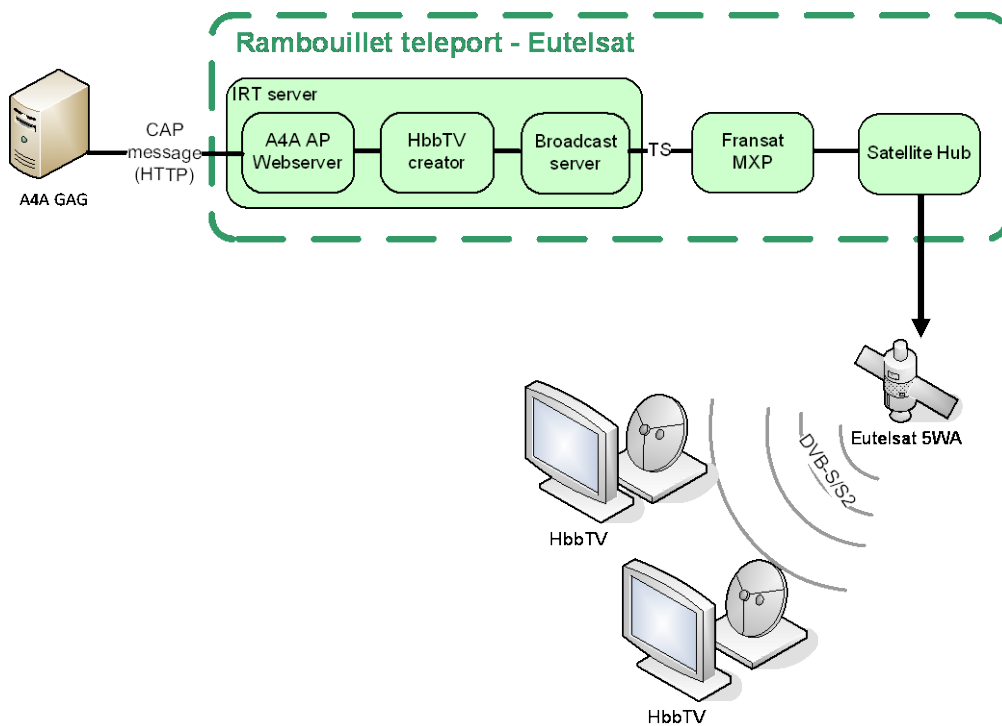 Rambouillet teleport - Eutelsat
IRT server
CAP
message
(HTTP)
A4A AP
Webserver
HbbTV
creator
Broadcast
server
TS
Fransat
MXP
Satellite Hub
A4A GAG
Eutelsat 5WA
DVB-S/S2
HbbTV
HbbTV